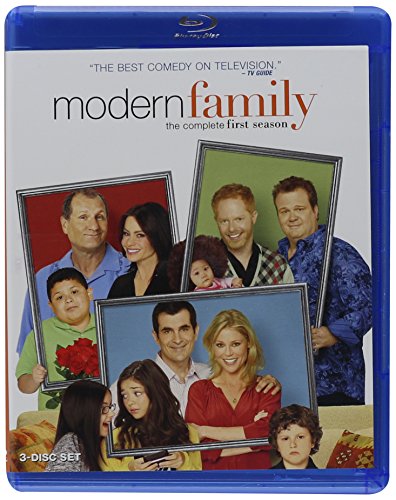 Blu-ray Disc
"THE BEST COMEDY ON TELEVISION."
-TV GUIDE
modern family
the complete first season
3-DISC SET